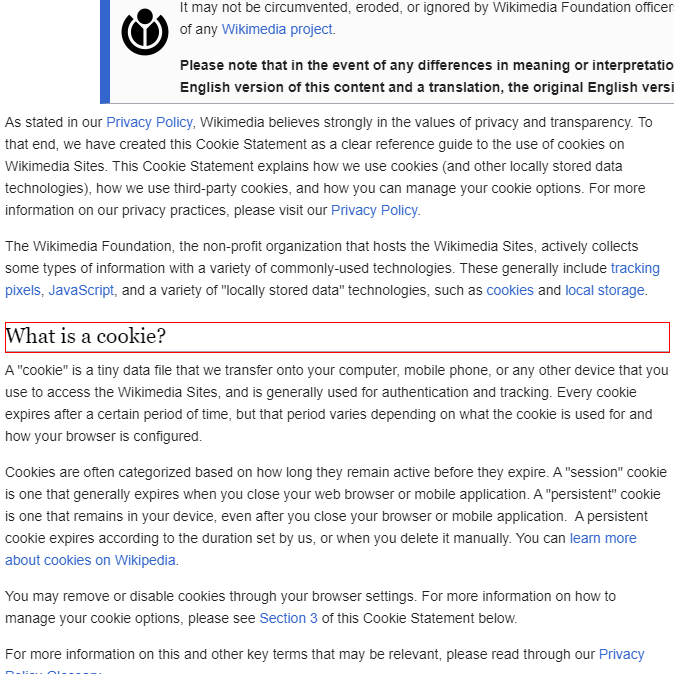 It may not be circumvented, eroded, or ignored by Wikimedia Foundation officer
of any Wikimedia project.
Please note that in the event of any differences in meaning or interpretatio
English version of this content and a translation, the original English versi
As stated in our Privacy Policy, Wikimedia believes strongly in the values of privacy and transparency. To
that end, we have created this Cookie Statement as a clear reference guide to the use of cookies on
Wikimedia Sites. This Cookie Statement explains how we use cookies (and other locally stored data
technologies), how we use third-party cookies, and how you can manage your cookie options. For more
information on our privacy practices, please visit our Privacy Policy.
The Wikimedia Foundation, the non-profit organization that hosts the Wikimedia Sites, actively collects
some types of information with a variety of commonly-used technologies. These generally include tracking
pixels, JavaScript, and a variety of "locally stored data" technologies, such as cookies and local storage.
What is a cookie?
A "cookie" is a tiny data file that we transfer onto your computer, mobile phone, or any other device that you
use to access the Wikimedia Sites, and is generally used for authentication and tracking. Every cookie
expires after a certain period of time, but that period varies depending on what the cookie is used for and
how your browser is configured.
Cookies are often categorized based on how long they remain active before they expire. A "session" cookie
is one that generally expires when you close your web browser or mobile application. A "persistent" cookie
is one that remains in your device, even after you close your browser or mobile application.  A persistent
cookie expires according to the duration set by us, or when you delete it manually. You can learn more
about cookies on Wikipedia.
You may remove or disable cookies through your browser settings. For more information on how to
manage your cookie options, please see Section 3 of this Cookie Statement below.
For more information on this and other key terms that may be relevant, please read through our Privacy
Policy Glossary.